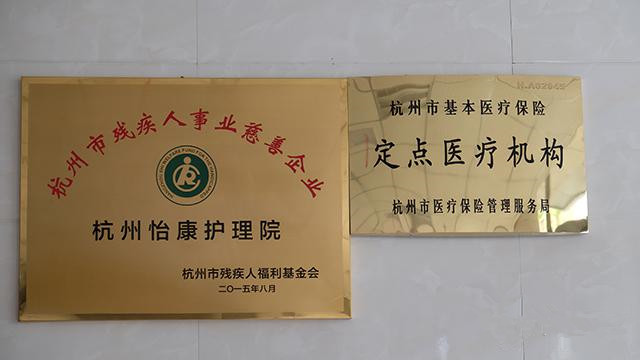 杭州市残疾人事业慈善企业
杭州怡康护理院
杭州市残疾人福利基金会
二〇一五年八月
杭州市基本医疗保险
定点医疗机构
杭州市医疗保险管理服务局